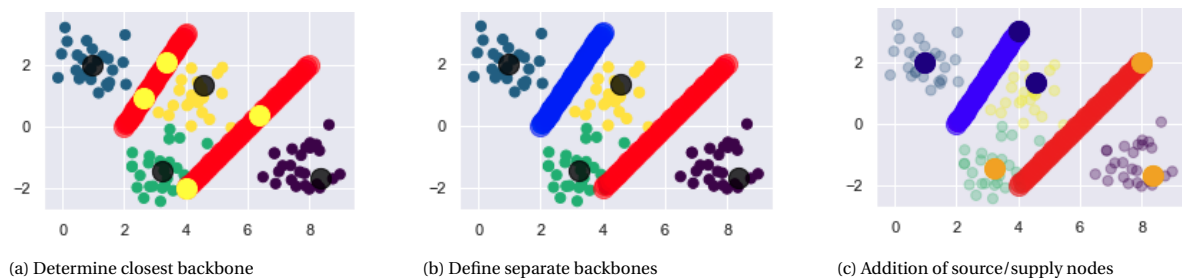 2
0
−2
0 2 4 6 8
(a) Determine closest backbone
2
0
−2
0 2 4 6 8
(b) Define separate backbones
2
0
−2
0 2 4 6 8
(c) Addition of source/supply nodes